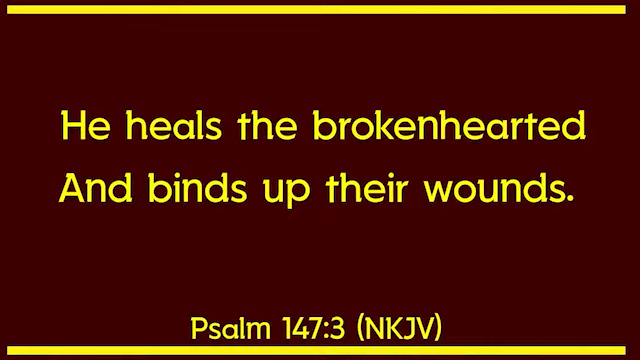 He heals the brokenhearted
And binds up their wounds.
Psalm 147:3 (NKJV)